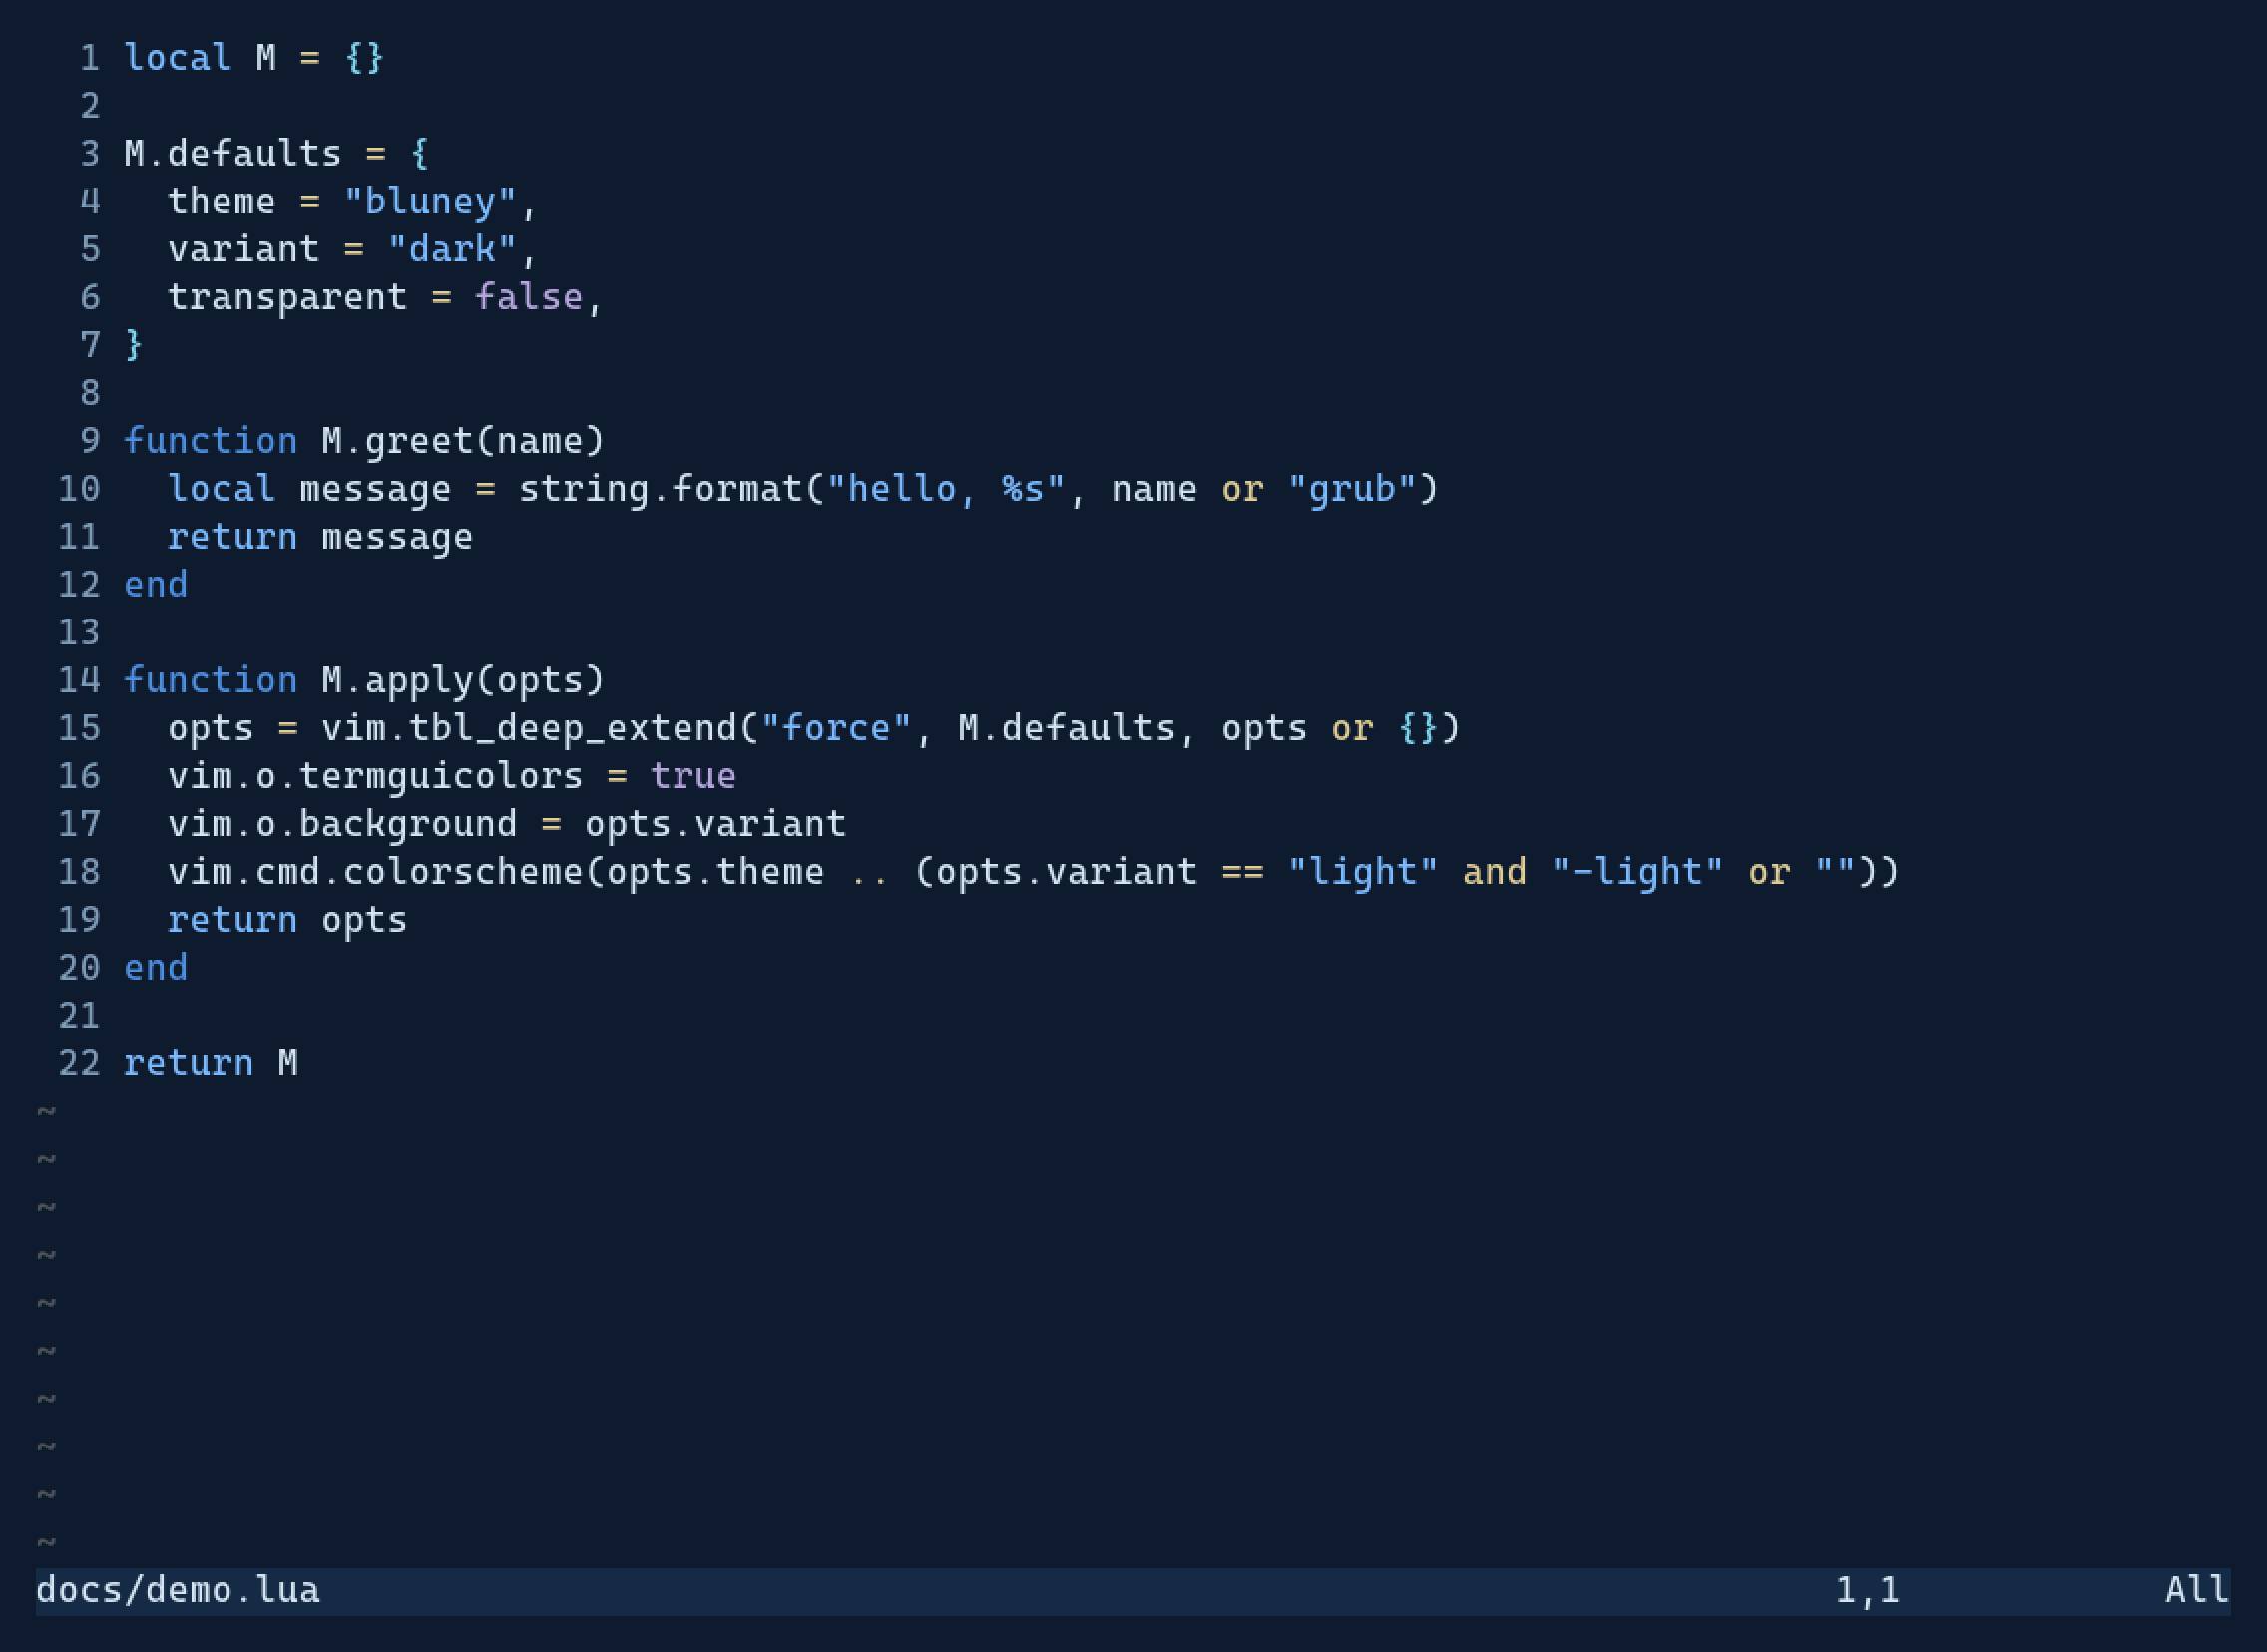 1 local M = {}
2
3 M.defaults = {
4   theme = "bluney",
5   variant = "dark",
6   transparent = false,
7 }
8
9 function M.greet(name)
10   local message = string.format("hello, %s", name or "grub")
11   return message
12 end
13
14 function M.apply(opts)
15   opts = vim.tbl_deep_extend("force", M.defaults, opts or {})
16   vim.o.termguicolors = true
17   vim.o.background = opts.variant
18   vim.cmd.colorscheme(opts.theme .. (opts.variant == "light" and "-light" or ""))
19   return opts
20 end
21
22 return M
~
~
~
~
~
~
~
~
~
~
docs/demo.lua 1,1 All